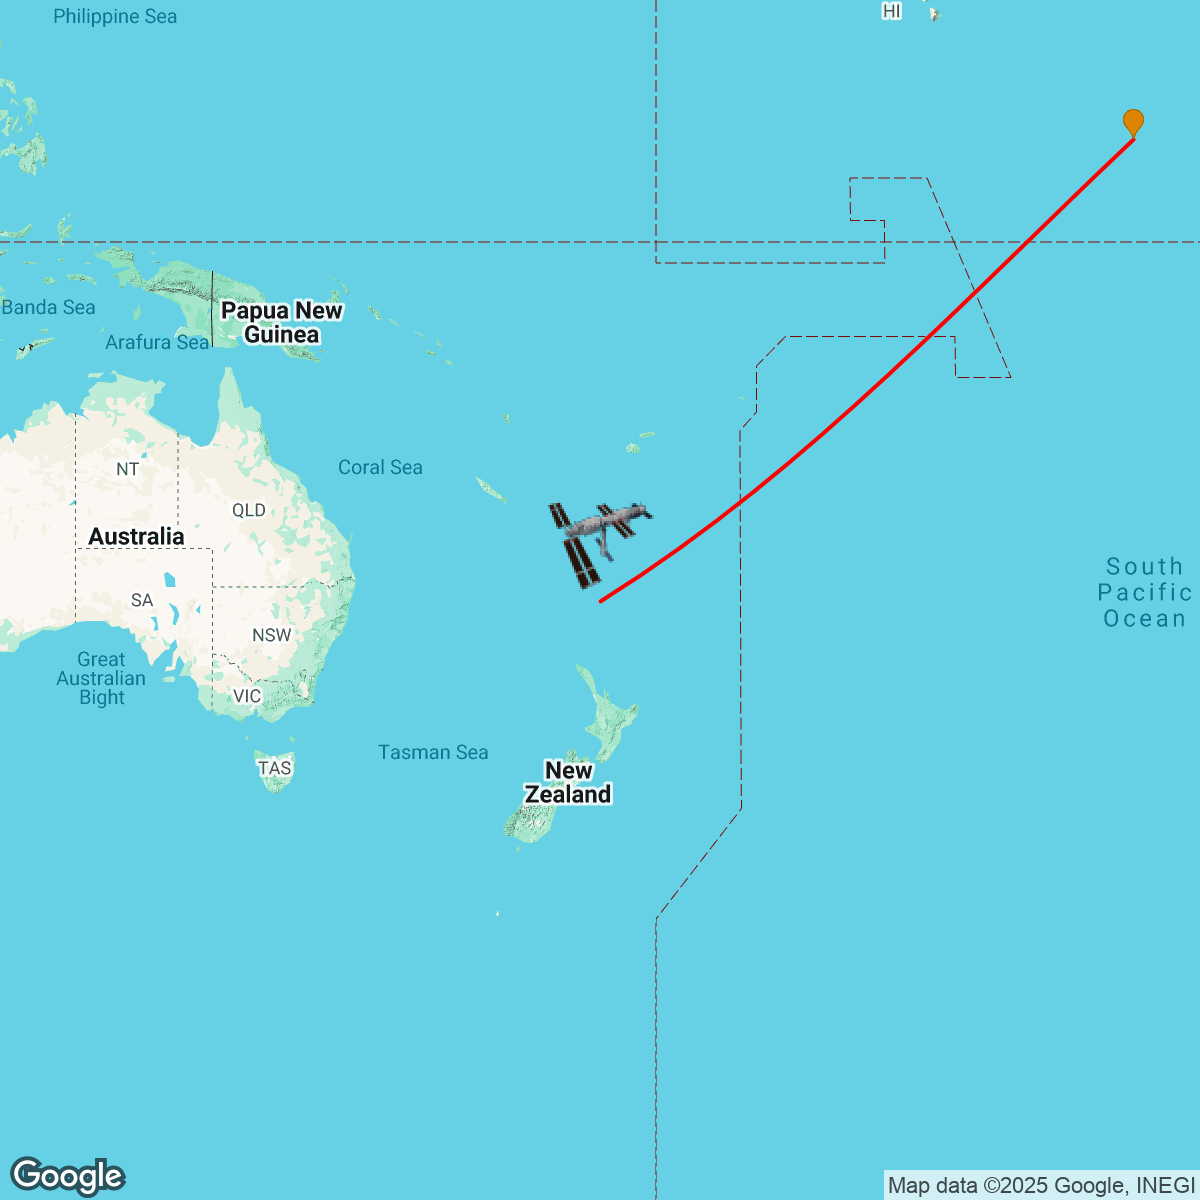 Philippine Sea
HI
Banda Sea
Papua New
Guinea
Arafura Sea
NT
Coral Sea
QLD
Australia
South
Pacific
Ocean
SA
NSW
Great
Australian
Bight
VIC
Tasman Sea
TAS
New
Zealand
Google
Map data ©2025 Google, INEGI